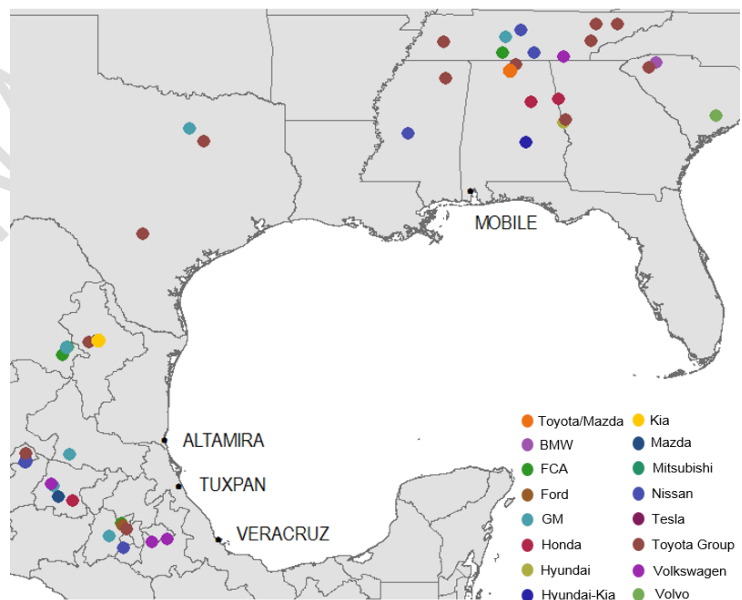 MOBILE
ALTAMIRA
TUXPAN
VERACRUZ
Toyota/Mazda
BMW
FCA
Ford
GM
Honda
Hyundai
Hyundai-Kia
Kia
Mazda
Mitsubishi
Nissan
Tesla
Toyota Group
Volkswagen
Volvo